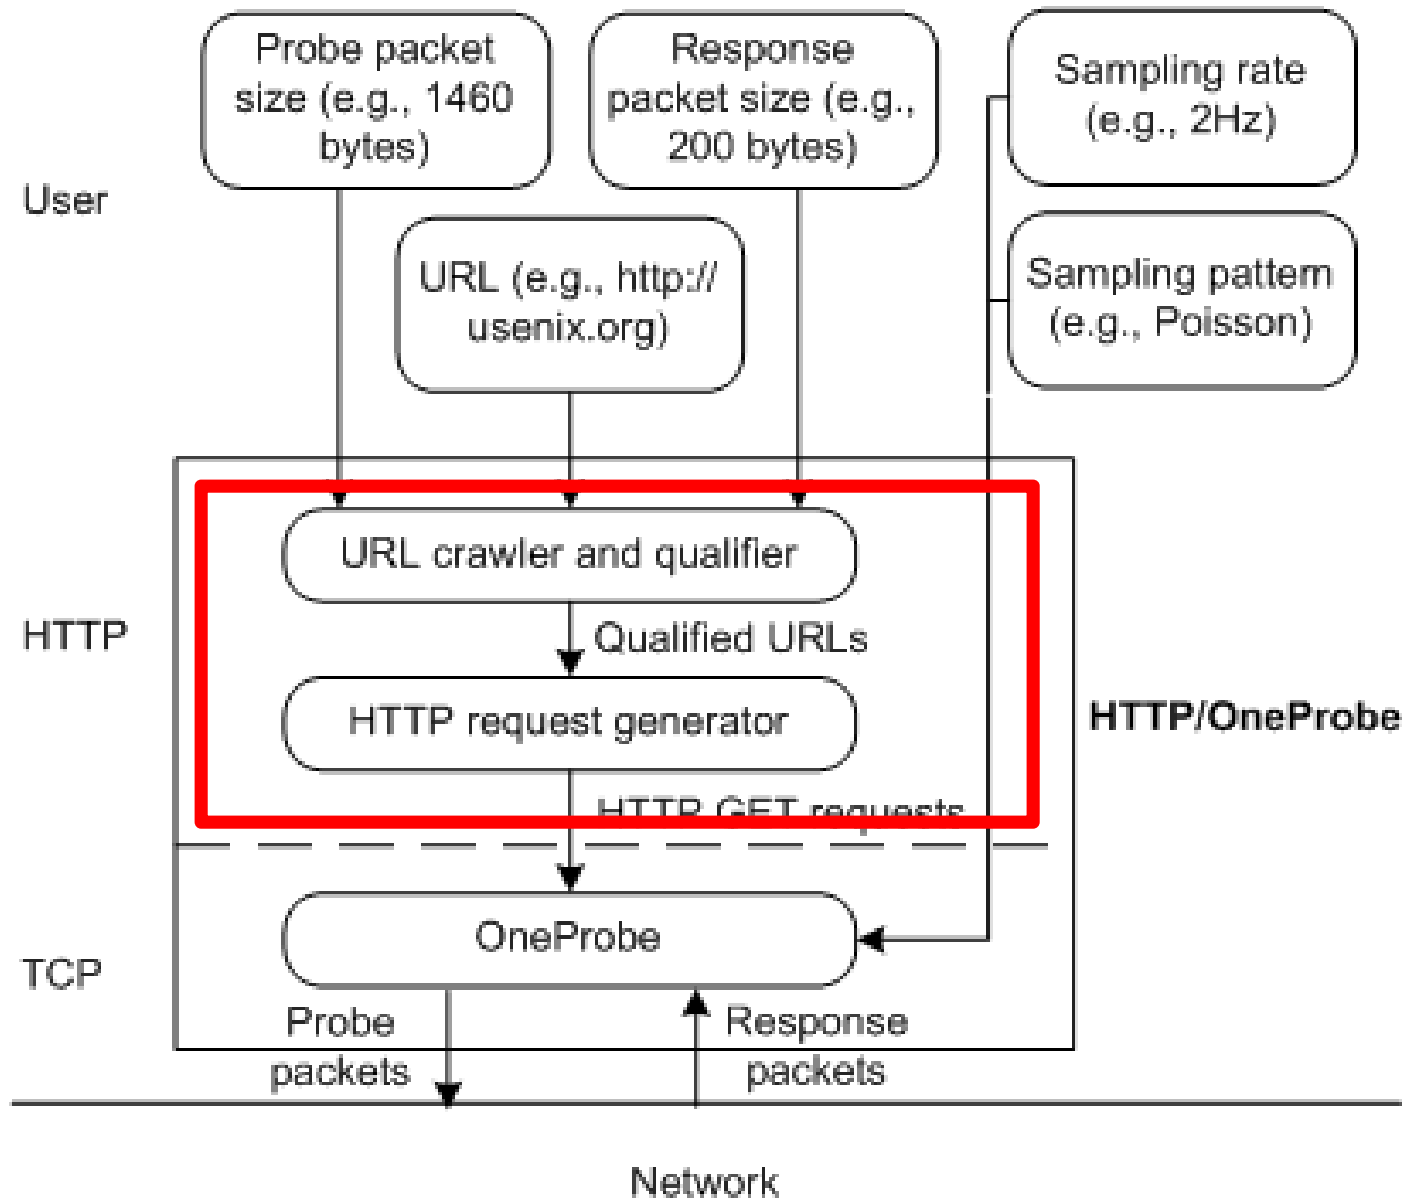 Probe packet
size (e.g., 1460
bytes)
Response
packet size (e.g.,
200 bytes)
Sampling rate
(e.g., 2Hz)
User
URL (e.g., http://
usenix.org)
Sampling pattern
(e.g., Poisson)
URL crawler and qualifier
HTTP
Qualified URLs
HTTP request generator
HTTP/OneProbe
HTTP GET requests
OneProbe
TCP
Probe
packets
Response
packets
Network